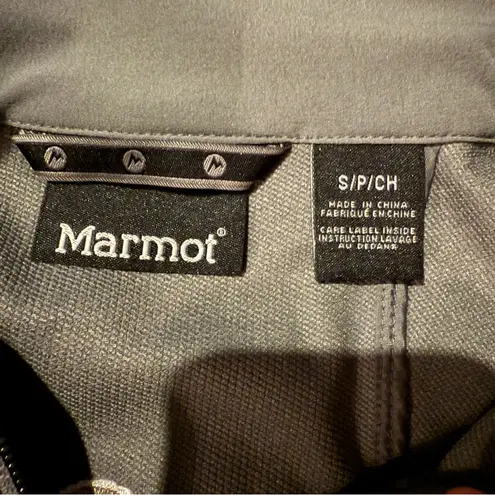 Marmot®
S/P/CH
MADE IN CHINA
FABRIQUÉ EN CHINE
CARE LABEL INSIDE
INSTRUCTION LAVAGE
AU DEDANS